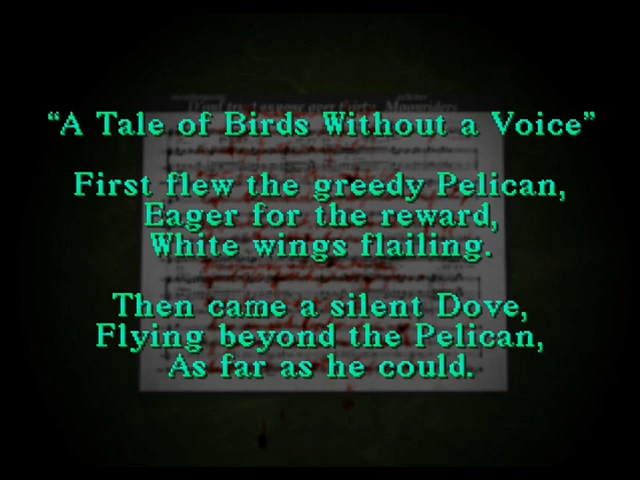 “A Tale of Birds Without a Voice”
First flew the greedy Pelican,
Eager for the reward,
White wings flailing.
Then came a silent Dove,
Flying beyond the Pelican,
As far as he could.